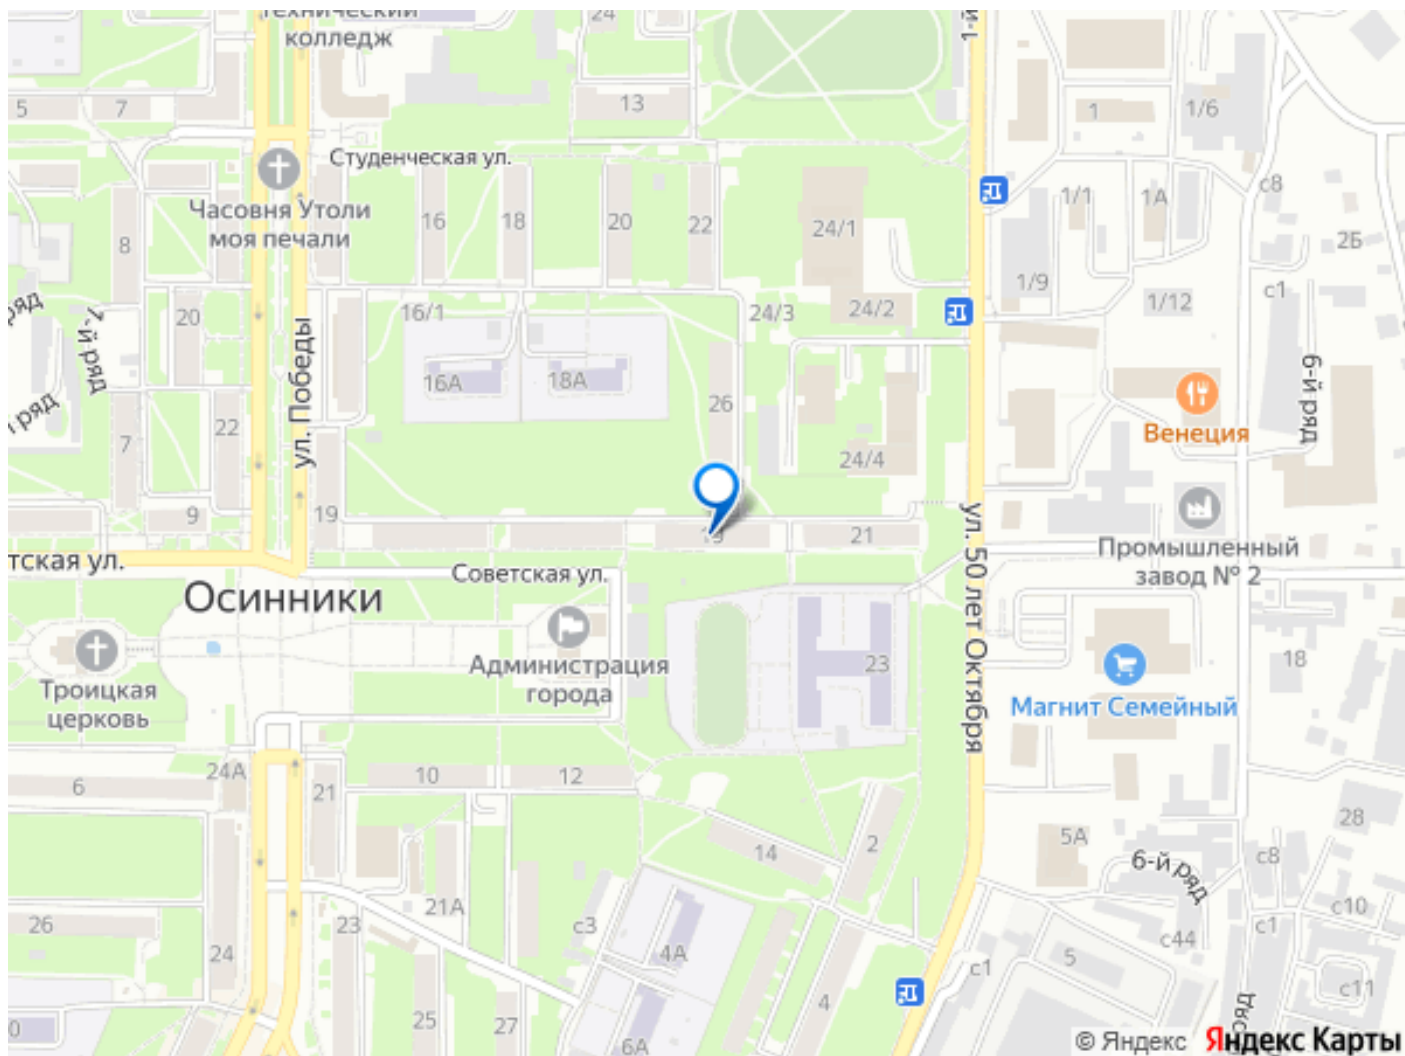 технический
колледж
24
1-й
5
7
13
1
1/6
Студенческая ул.
Часовня Утоли
моя печали
8
16
18
20
22
24/1
1/1
1А
с8
2Б
ряд
7-й ряд
20
16/1
24/3
24/2
1/9
1/12
с1
ул. Победы
16А
18А
26
6-й ряд
Венеция
ряд
7
22
24/4
9
19
21
ул. 50 лет Октября
Промышленный
завод № 2
тская ул.
Советская ул.
Осинники
Администрация
города
23
18
Троицкая
церковь
Магнит Семейный
24А
6
21
10
12
14
2
5А
28
6-й ряд
с8
21А
26
24
23
с3
4А
с10
с1
с44
5
с1
4
с11
25
27
6А
ряд
© Яндекс Яндекс Карты